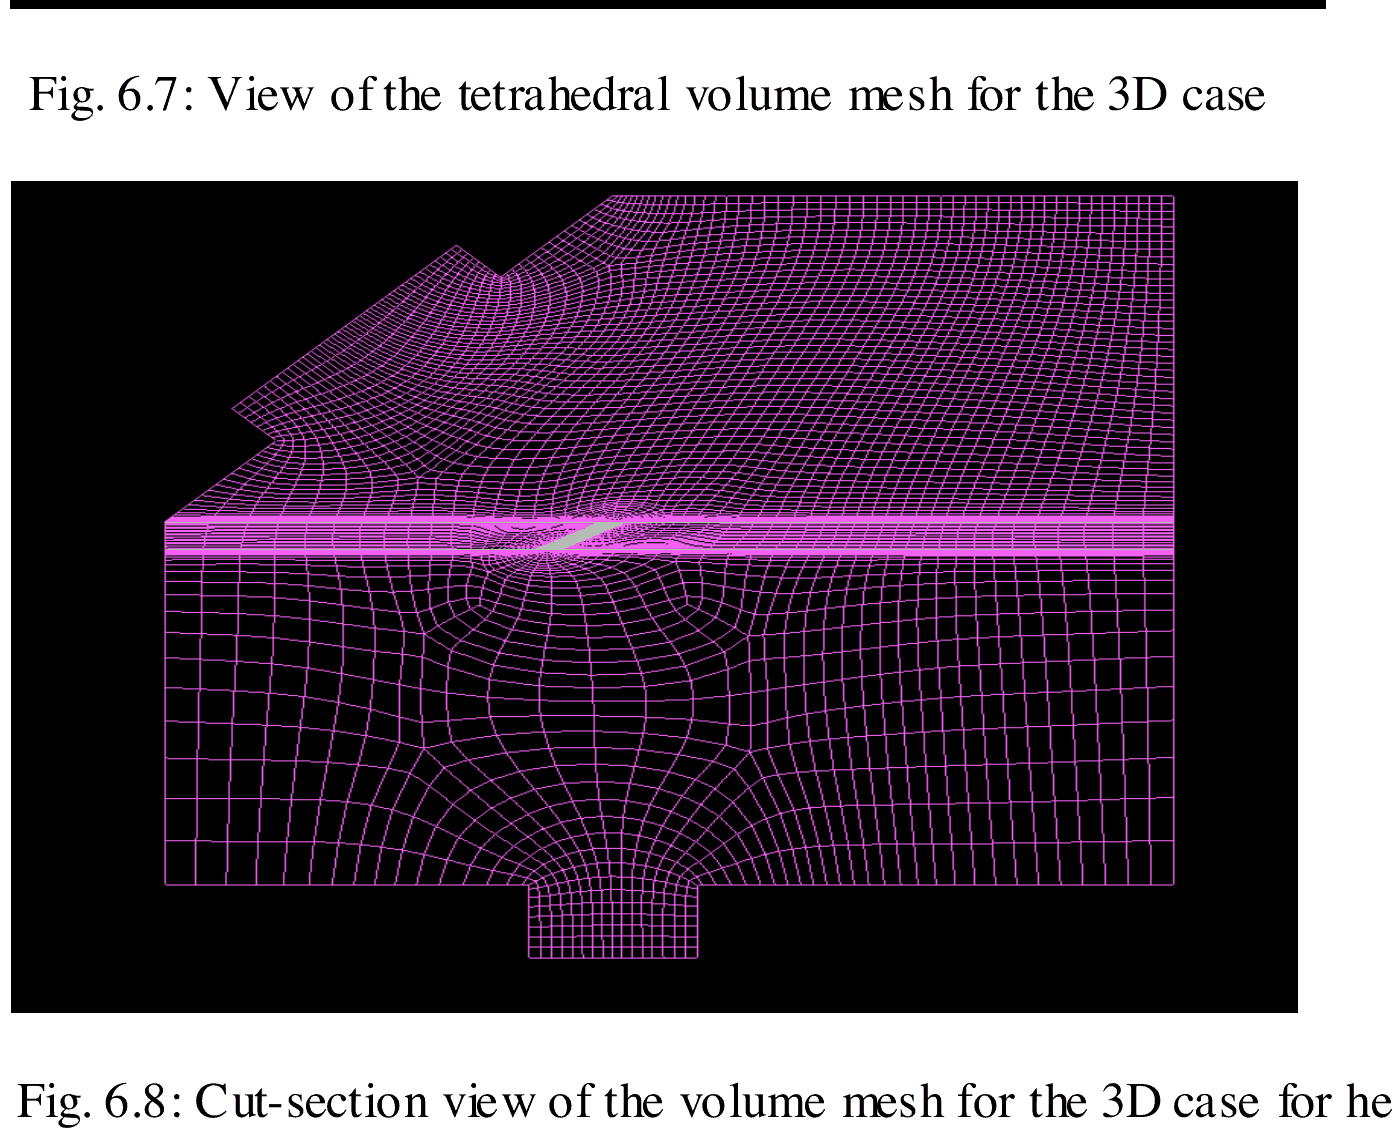 Fig. 6.7: View of the tetrahedral volume mesh for the 3D case
Fig. 6.8: Cut-section view of the volume mesh for the 3D case for he